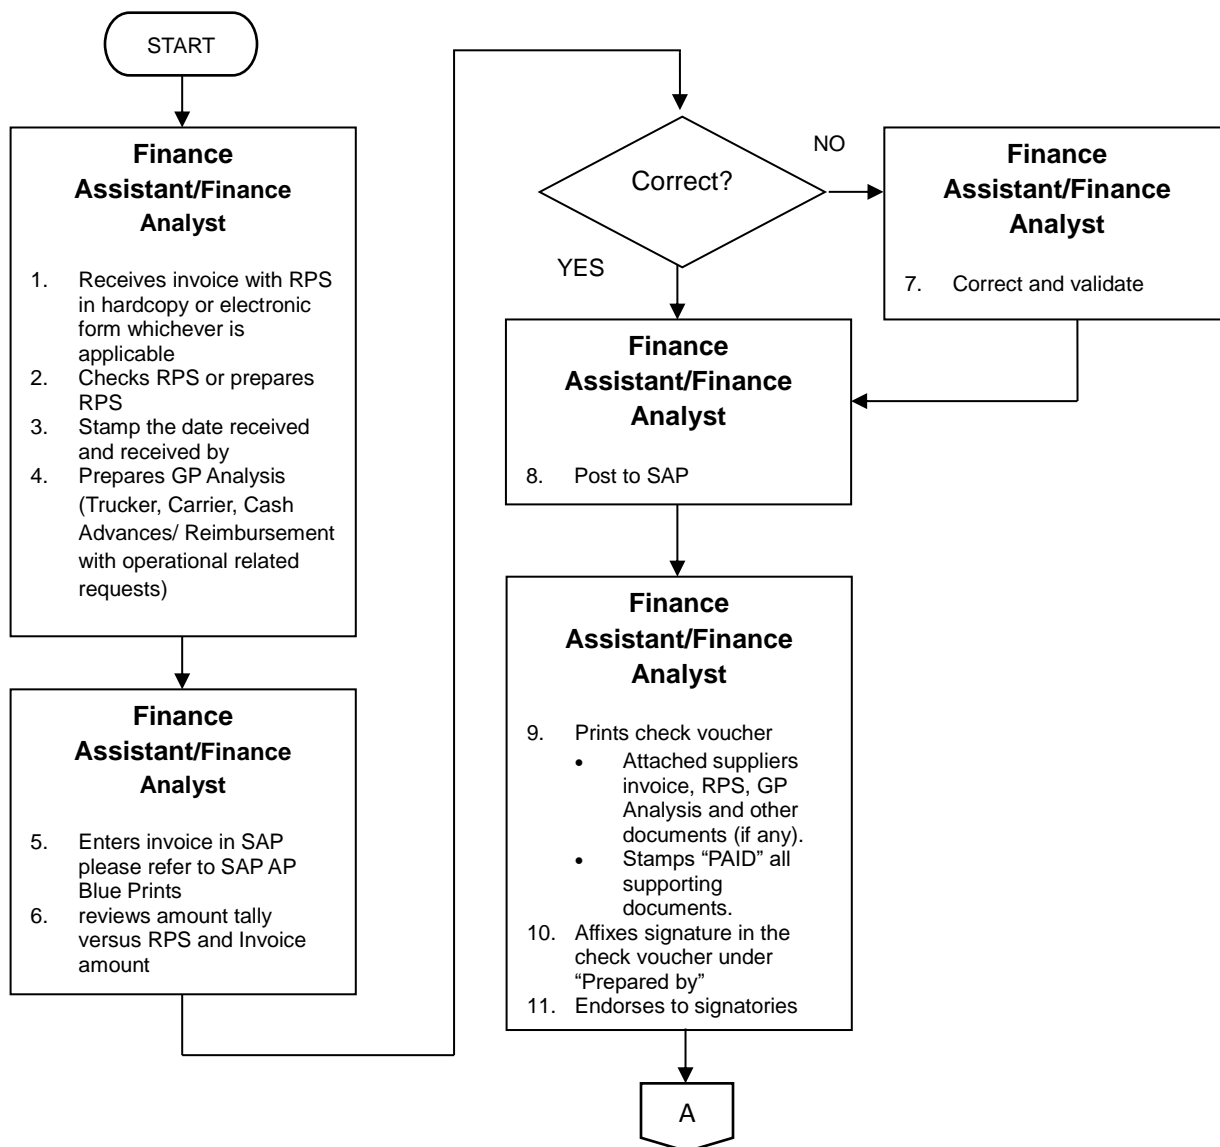 START
Finance
Assistant/Finance
Analyst
1. Receives invoice with RPS
in hardcopy or electronic
form whichever is
applicable
2. Checks RPS or prepares
RPS
3. Stamp the date received
and received by
4. Prepares GP Analysis
(Trucker, Carrier, Cash
Advances/ Reimbursement
with operational related
requests)
Finance
Assistant/Finance
Analyst
5. Enters invoice in SAP
please refer to SAP AP
Blue Prints
6. reviews amount tally
versus RPS and Invoice
amount
Correct?
NO
YES
Finance
Assistant/Finance
Analyst
7. Correct and validate
Finance
Assistant/Finance
Analyst
8. Post to SAP
Finance
Assistant/Finance
Analyst
9. Prints check voucher
• Attached suppliers
invoice, RPS, GP
Analysis and other
documents (if any).
• Stamps “PAID” all
supporting
documents.
10. Affixes signature in the
check voucher under
“Prepared by”
11. Endorses to signatories
A